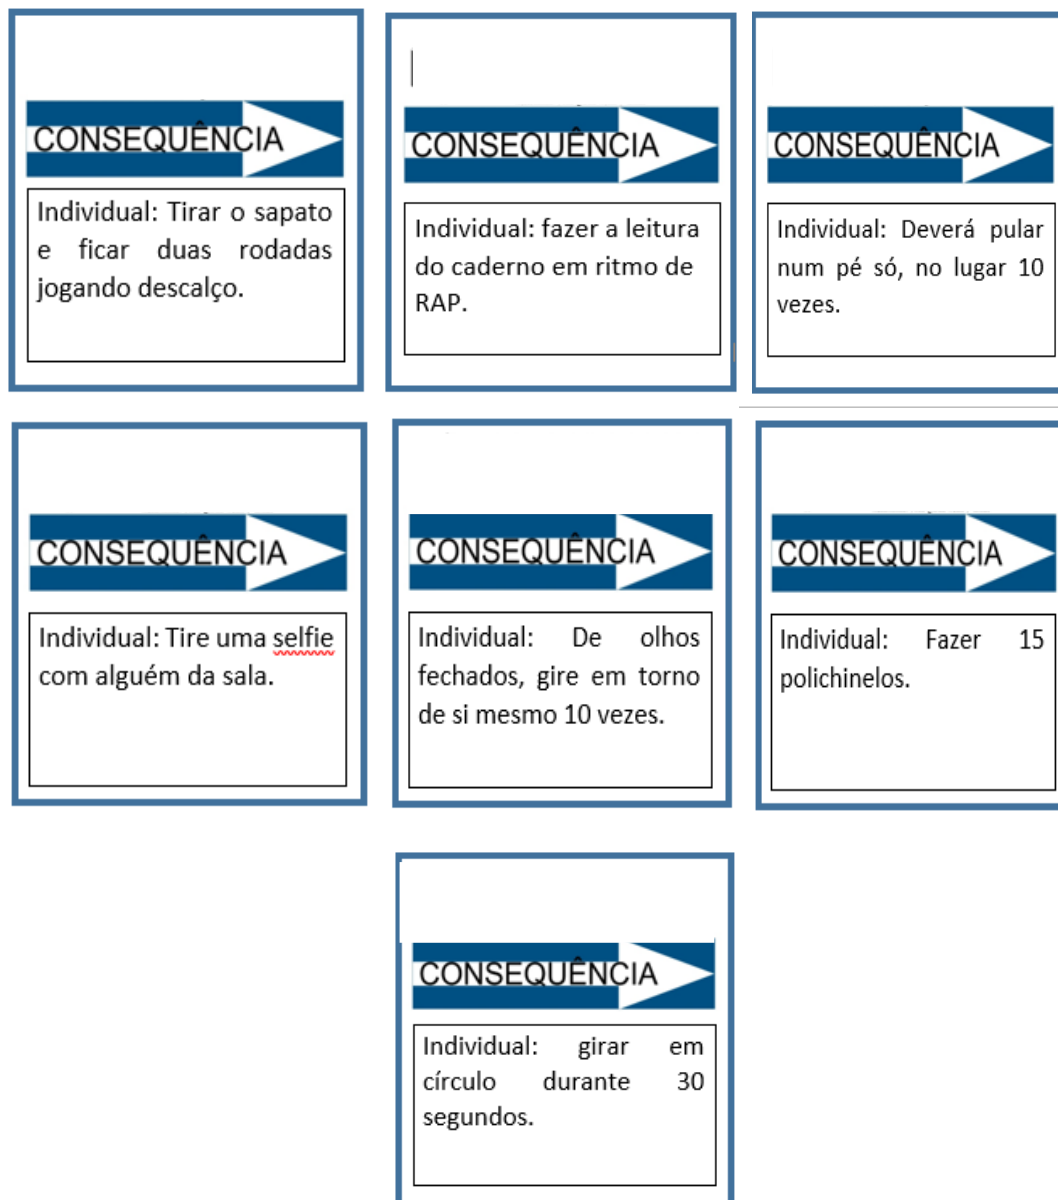 CONSEQUÊNCIA
Individual: Tirar o sapato
e ficar duas rodadas
jogando descalço.
CONSEQUÊNCIA
Individual: fazer a leitura
do caderno em ritmo de
RAP.
CONSEQUÊNCIA
Individual: Deverá pular
num pé só, no lugar 10
vezes.
CONSEQUÊNCIA
Individual: Tire uma selfie
com alguém da sala.
CONSEQUÊNCIA
Individual: De olhos
fechados, gire em torno
de si mesmo 10 vezes.
CONSEQUÊNCIA
Individual: Fazer 15
polichinelos.
CONSEQUÊNCIA
Individual: girar em
círculo durante 30
segundos.